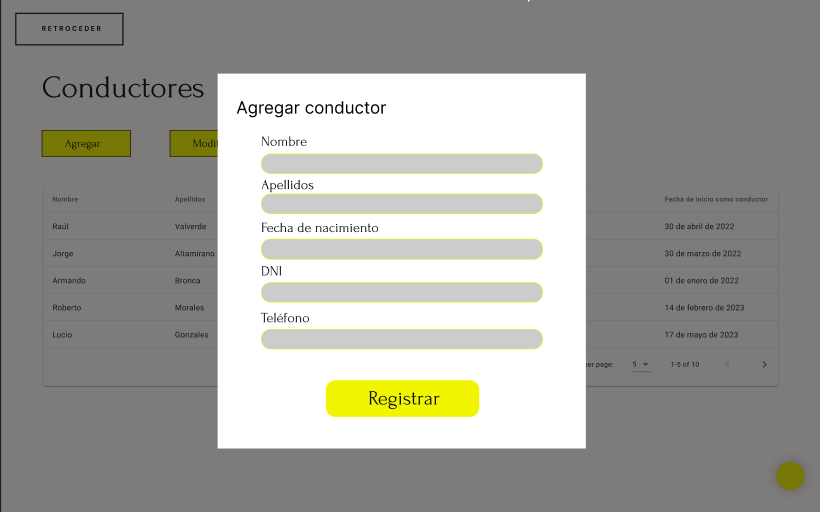 RETROCEDER
Conductores
Agregar
Agregar conductor
Nombre
Apellidos
Fecha de nacimiento
DNI
Teléfono
Registrar
Nombre Apellidos Fecha de inicio como conductor
Raúl Valverde 30 de abril de 2022
Jorge Altamirano 30 de marzo de 2022
Armando Bronca 01 de enero de 2022
Roberto Morales 14 de febrero de 2023
Lucio Gonzales 17 de mayo de 2023
per page: 5 1-5 of 10